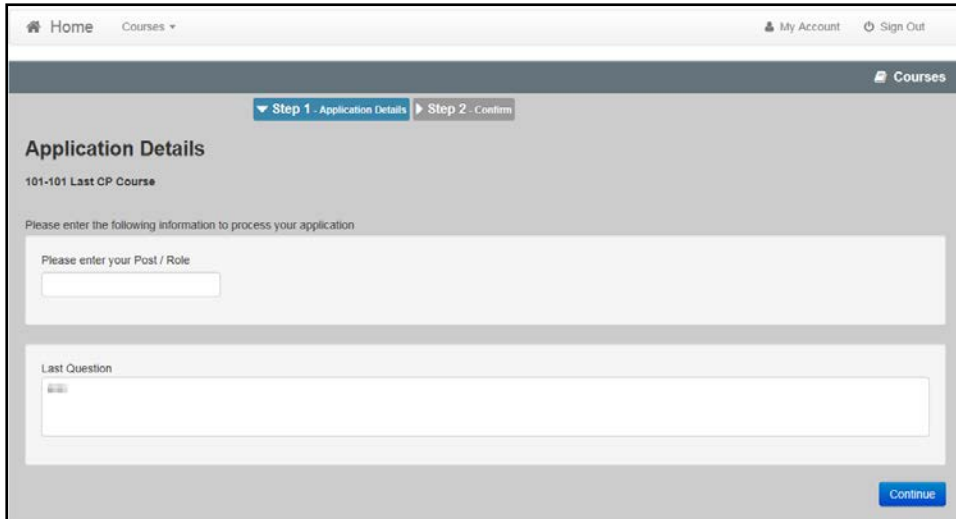 Home Courses My Account Sign Out
Courses
Step 1 - Application Details Step 2 - Confirm
Application Details
101-101 Last CP Course
Please enter the following information to process your application
Please enter your Post / Role
Last Question
Continue